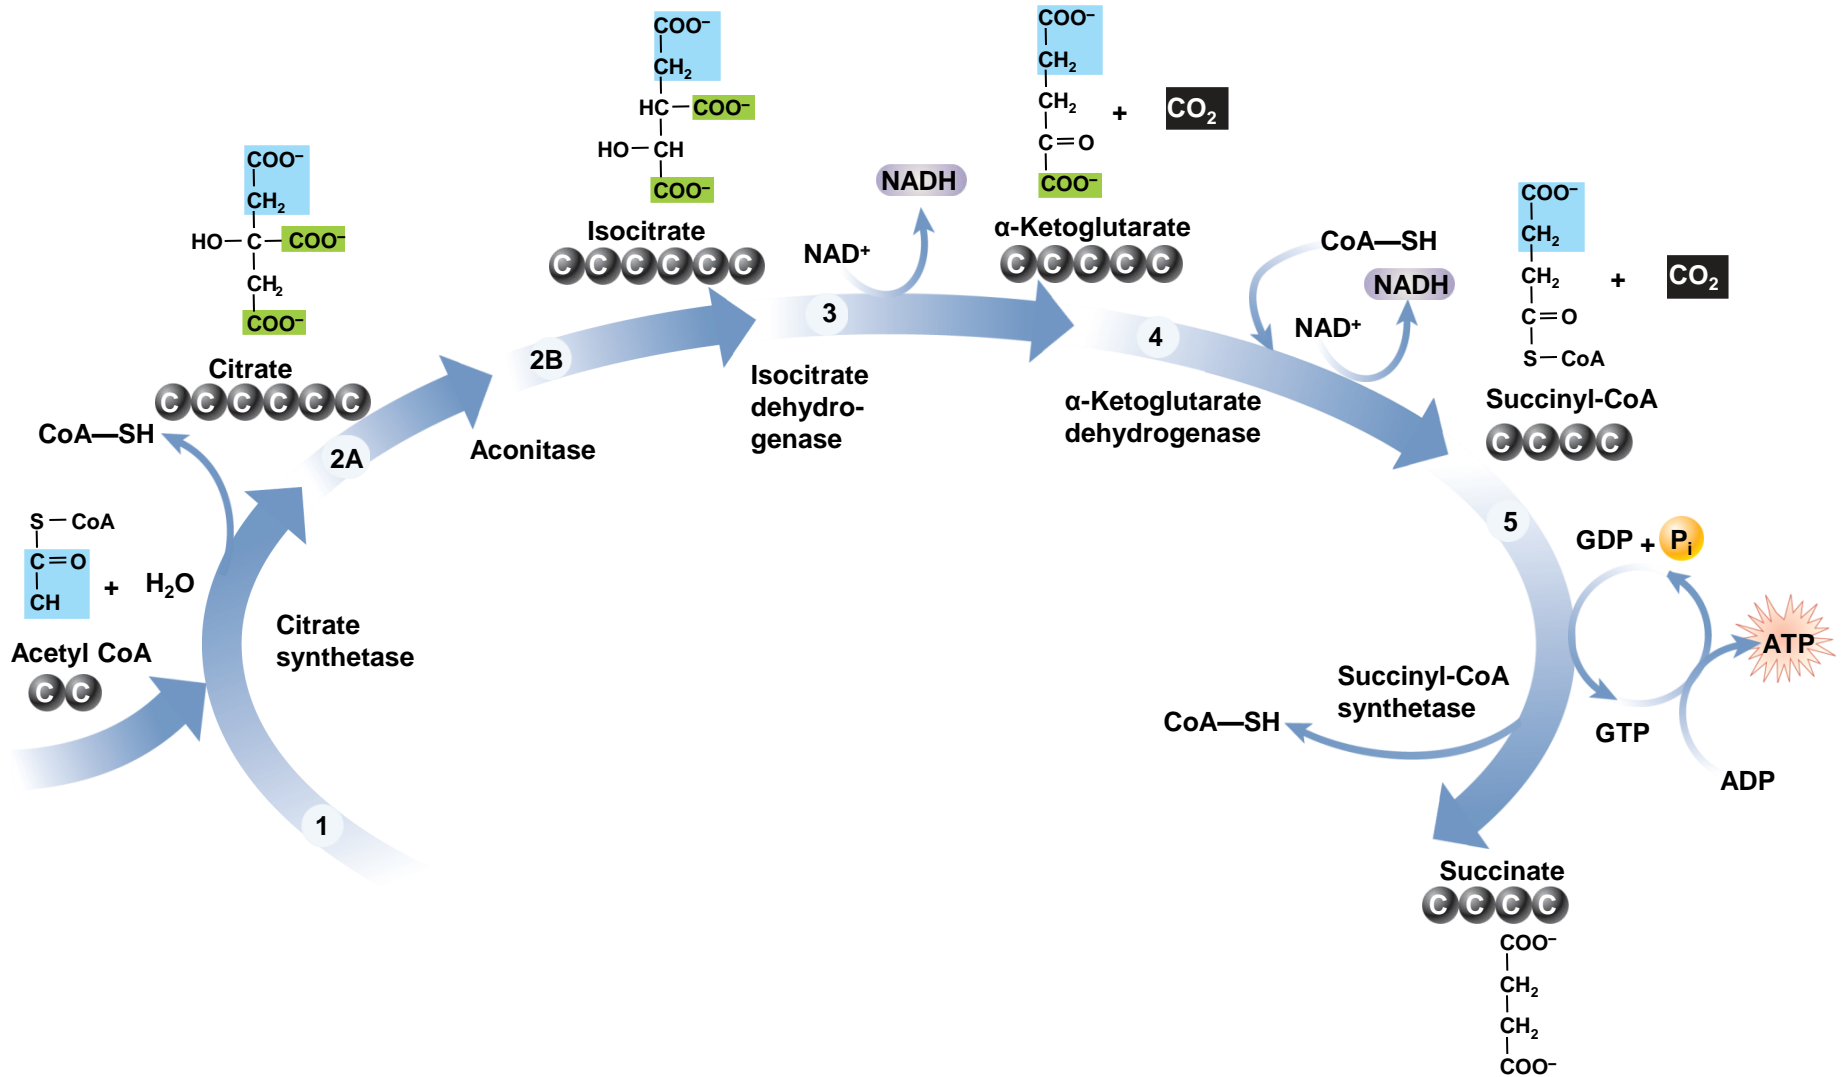 COO⁻
CH₂
HO—C—COO⁻
CH₂
COO⁻
Citrate
C C C C C C
CoA—SH
S—CoA
C=O
CH
+ H₂O
Acetyl CoA
C C
Citrate
synthetase
1
2A
Aconitase
2B
COO⁻
CH₂
HC—COO⁻
HO—CH
COO⁻
Isocitrate
C C C C C C
3
NAD⁺
NADH
Isocitrate
dehydro-
genase
COO⁻
CH₂
CH₂
C=O
COO⁻
+ CO₂
α-Ketoglutarate
C C C C C
4
CoA—SH
NAD⁺
NADH
α-Ketoglutarate
dehydrogenase
COO⁻
CH₂
CH₂
C=O
S—CoA
+ CO₂
Succinyl-CoA
C C C C
5
GDP + Pᵢ
GTP
ATP
ADP
Succinyl-CoA
synthetase
CoA—SH
Succinate
C C C C
COO⁻
CH₂
CH₂
COO⁻